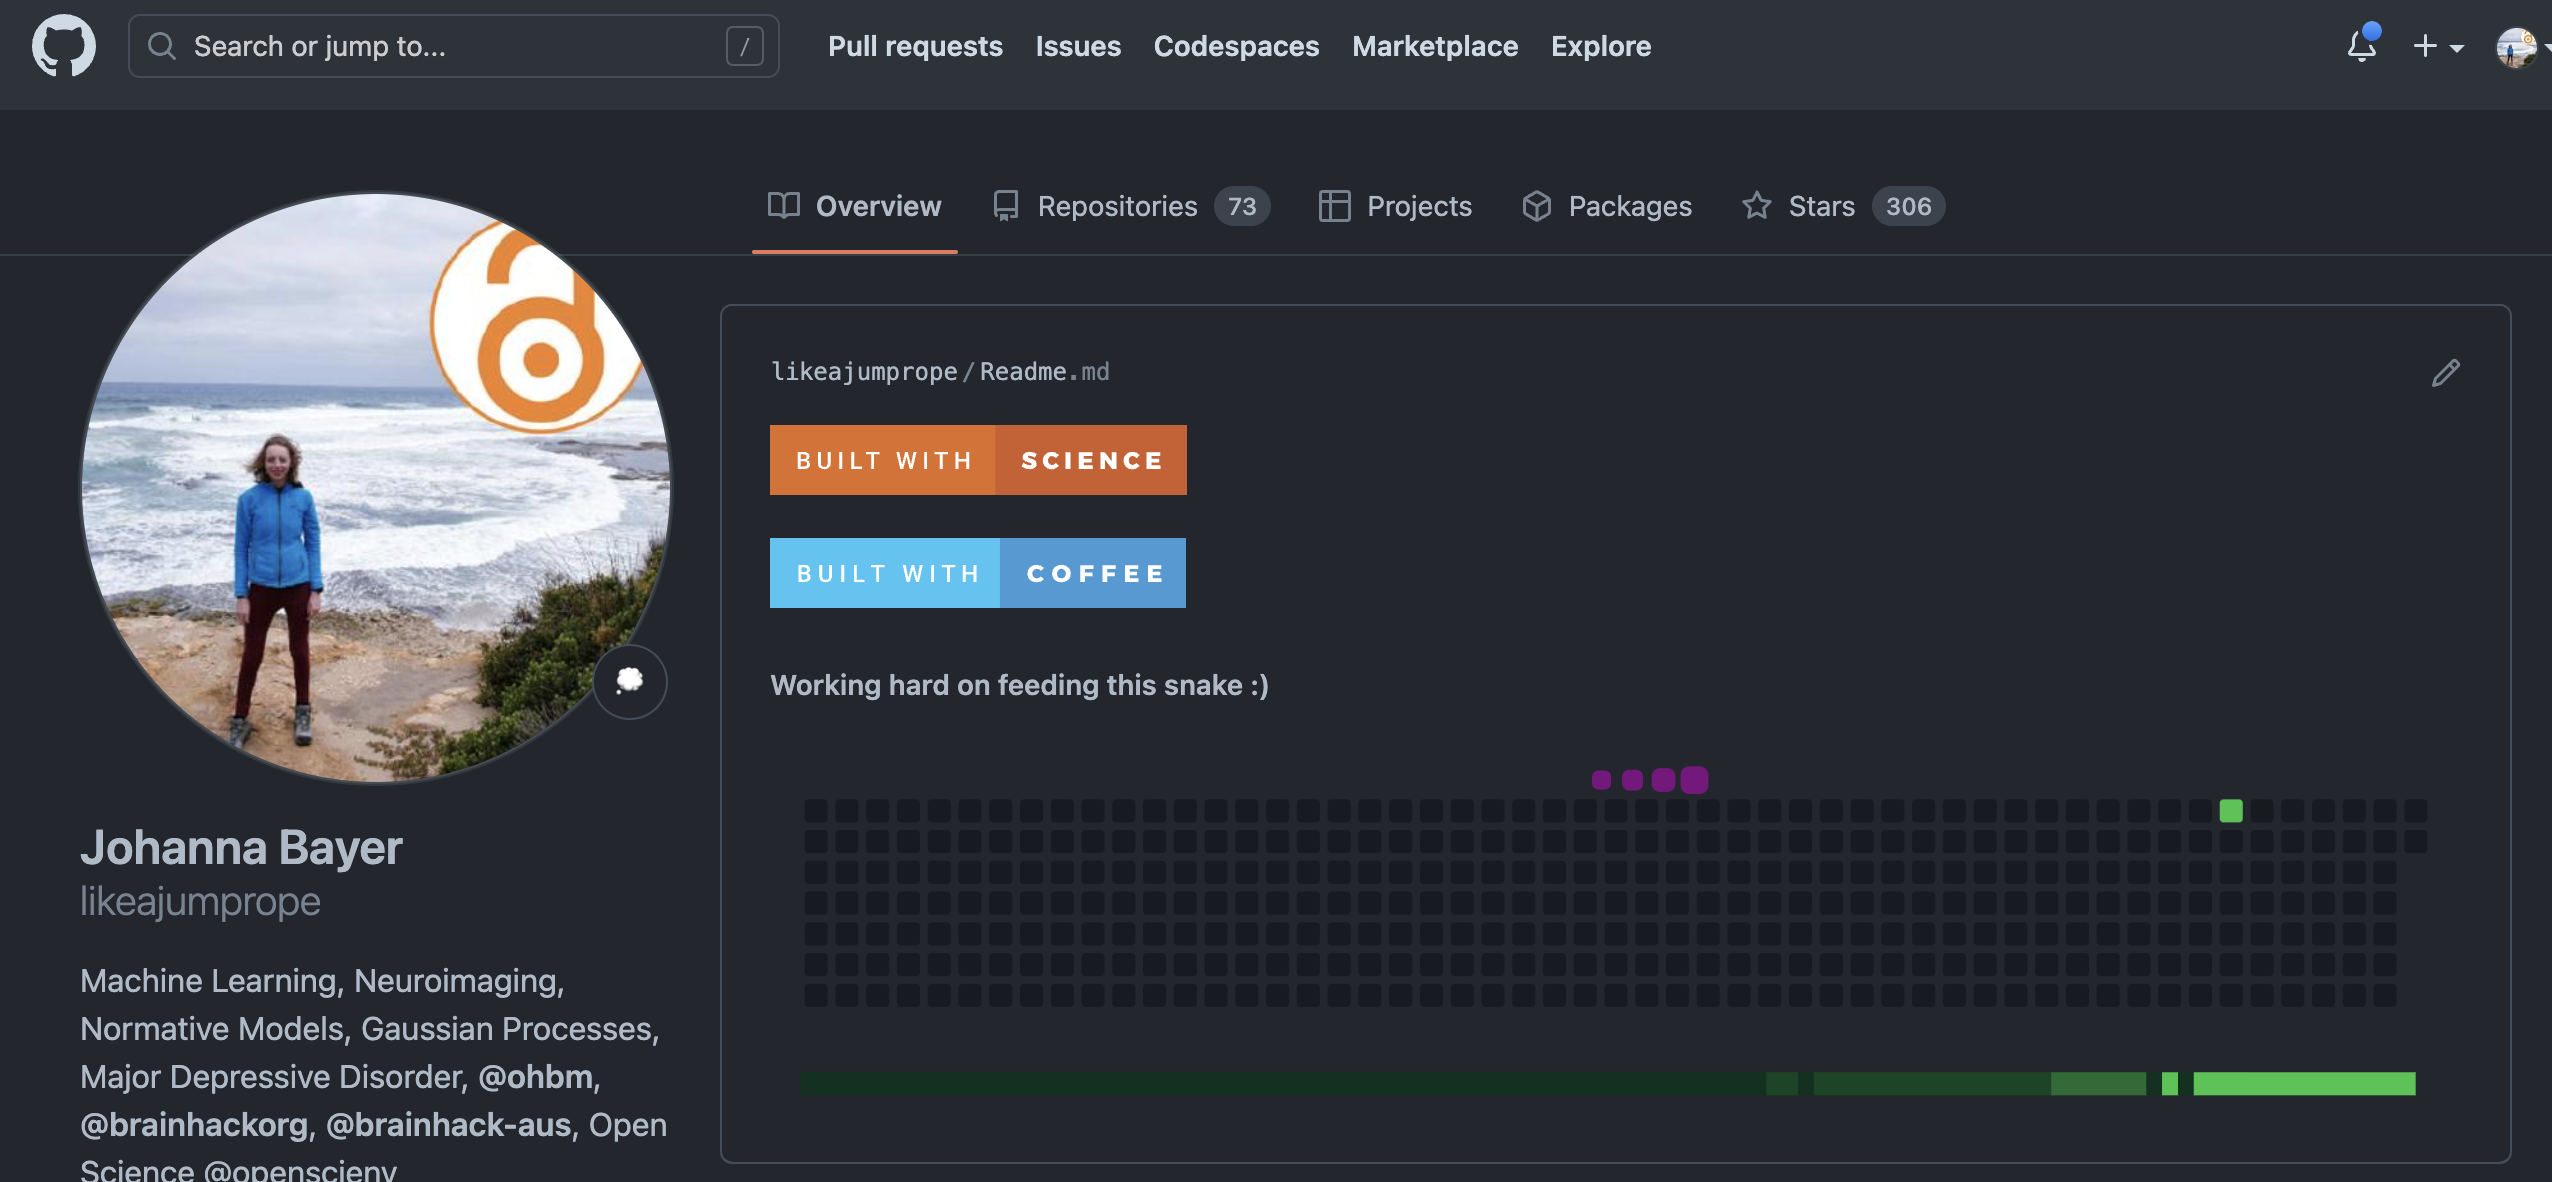 Search or jump to...
/
Pull requests
Issues
Codespaces
Marketplace
Explore
Overview
Repositories 73
Projects
Packages
Stars 306
likeajumprope/Readme.md
BUILT WITH SCIENCE
BUILT WITH COFFEE
Working hard on feeding this snake :)
Johanna Bayer
likeajumprope
Machine Learning, Neuroimaging,
Normative Models, Gaussian Processes,
Major Depressive Disorder, @ohbm,
@brainhackorg, @brainhack-aus, Open
Science @openscienv